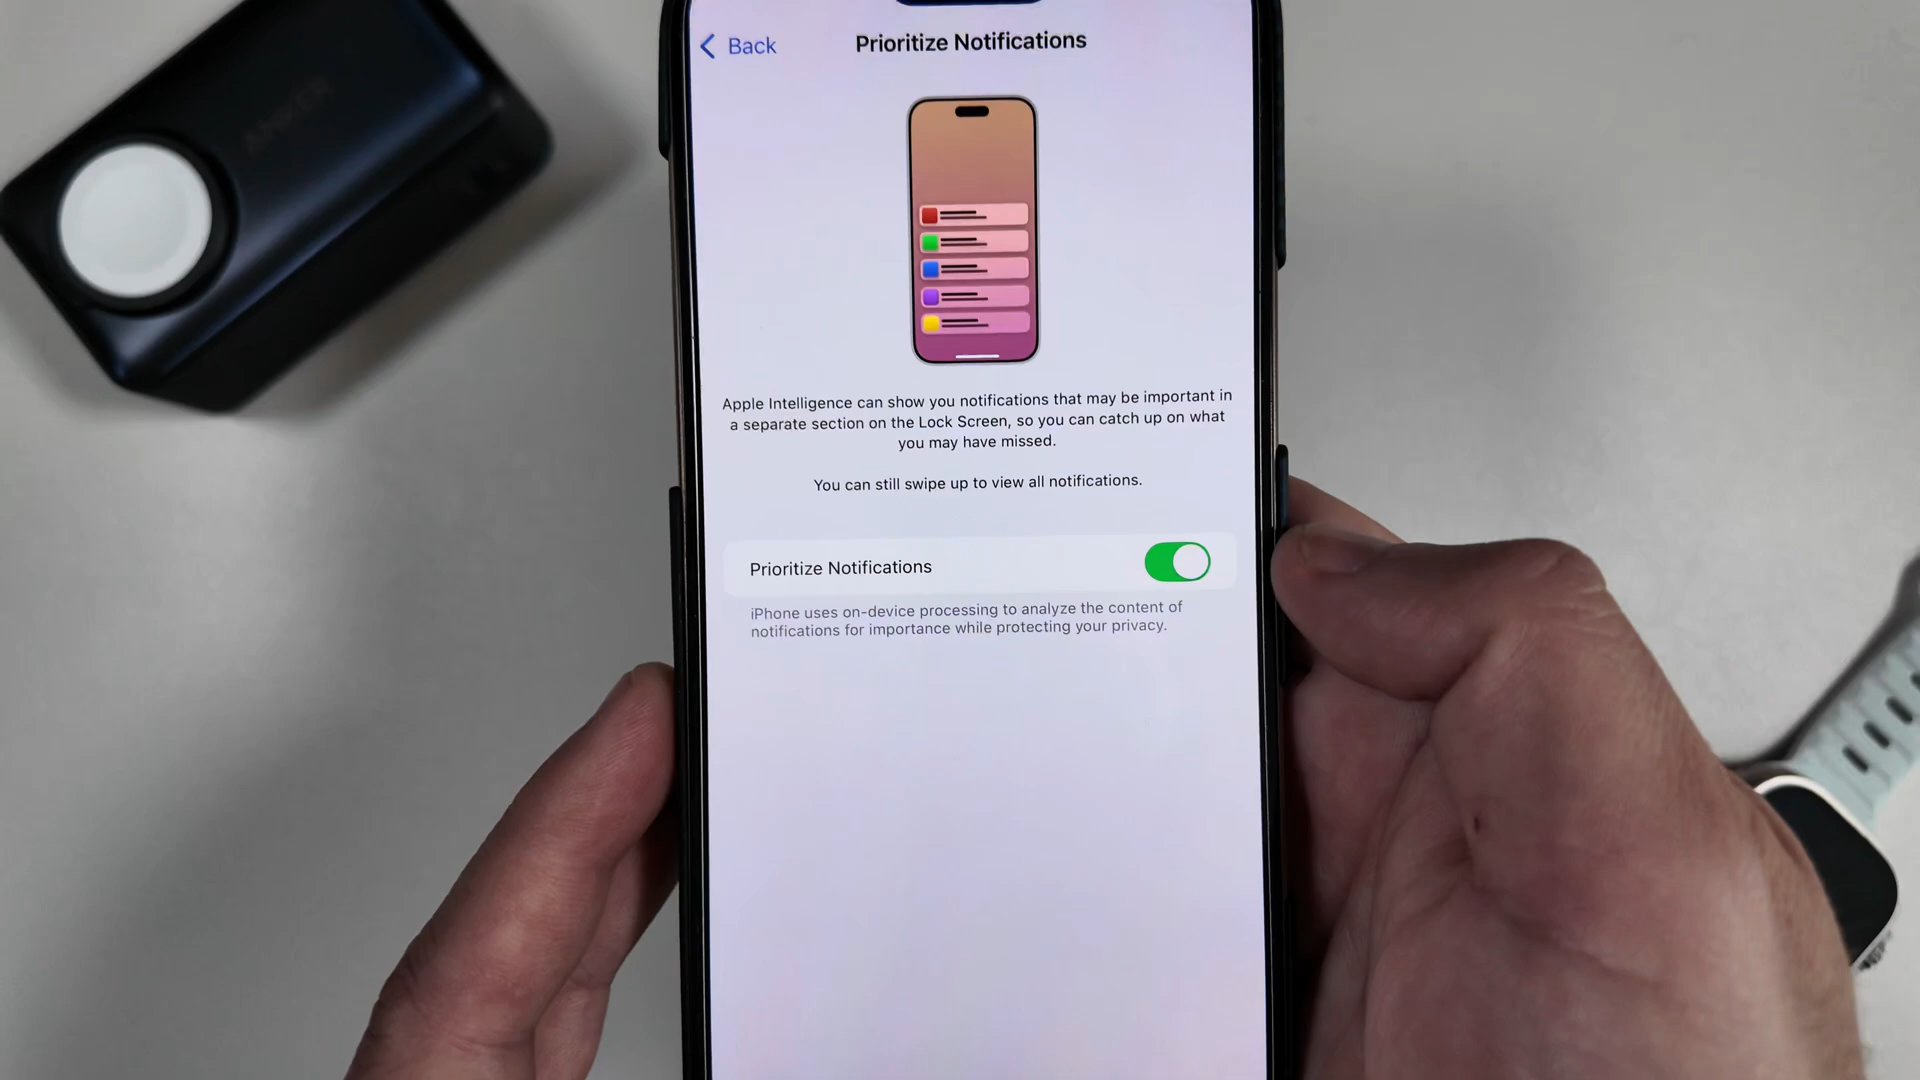 ANKER
Back
Prioritize Notifications
Apple Intelligence can show you notifications that may be important in
a separate section on the Lock Screen, so you can catch up on what
you may have missed.
You can still swipe up to view all notifications.
Prioritize Notifications
iPhone uses on-device processing to analyze the content of
notifications for importance while protecting your privacy.